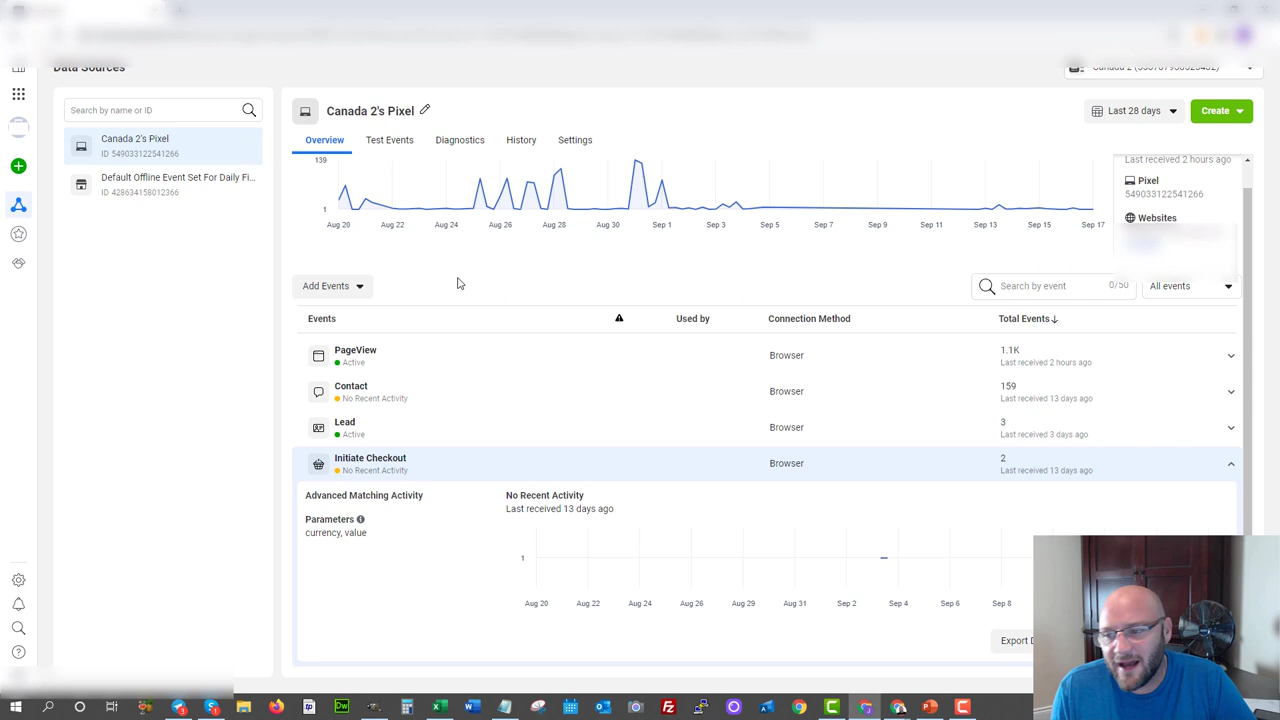 Data Sources
Search by name or ID
Canada 2's Pixel
ID 549033122541266
Default Offline Event Set For Daily Fi...
ID 428634158012366
Canada 2's Pixel
Last 28 days
Create
Overview
Test Events
Diagnostics
History
Settings
139
1
Aug 20
Aug 22
Aug 24
Aug 26
Aug 28
Aug 30
Sep 1
Sep 3
Sep 5
Sep 7
Sep 9
Sep 11
Sep 13
Sep 15
Sep 17
Last received 2 hours ago
Pixel
549033122541266
Websites
Add Events
Search by event
0/50
All events
Events
Used by
Connection Method
Total Events
PageView
Active
Browser
1.1K
Last received 2 hours ago
Contact
No Recent Activity
Browser
159
Last received 13 days ago
Lead
Active
Browser
3
Last received 3 days ago
Initiate Checkout
No Recent Activity
Browser
2
Last received 13 days ago
Advanced Matching Activity
Parameters
currency, value
No Recent Activity
Last received 13 days ago
1
Aug 20
Aug 22
Aug 24
Aug 26
Aug 29
Aug 31
Sep 2
Sep 4
Sep 6
Sep 8
Export D